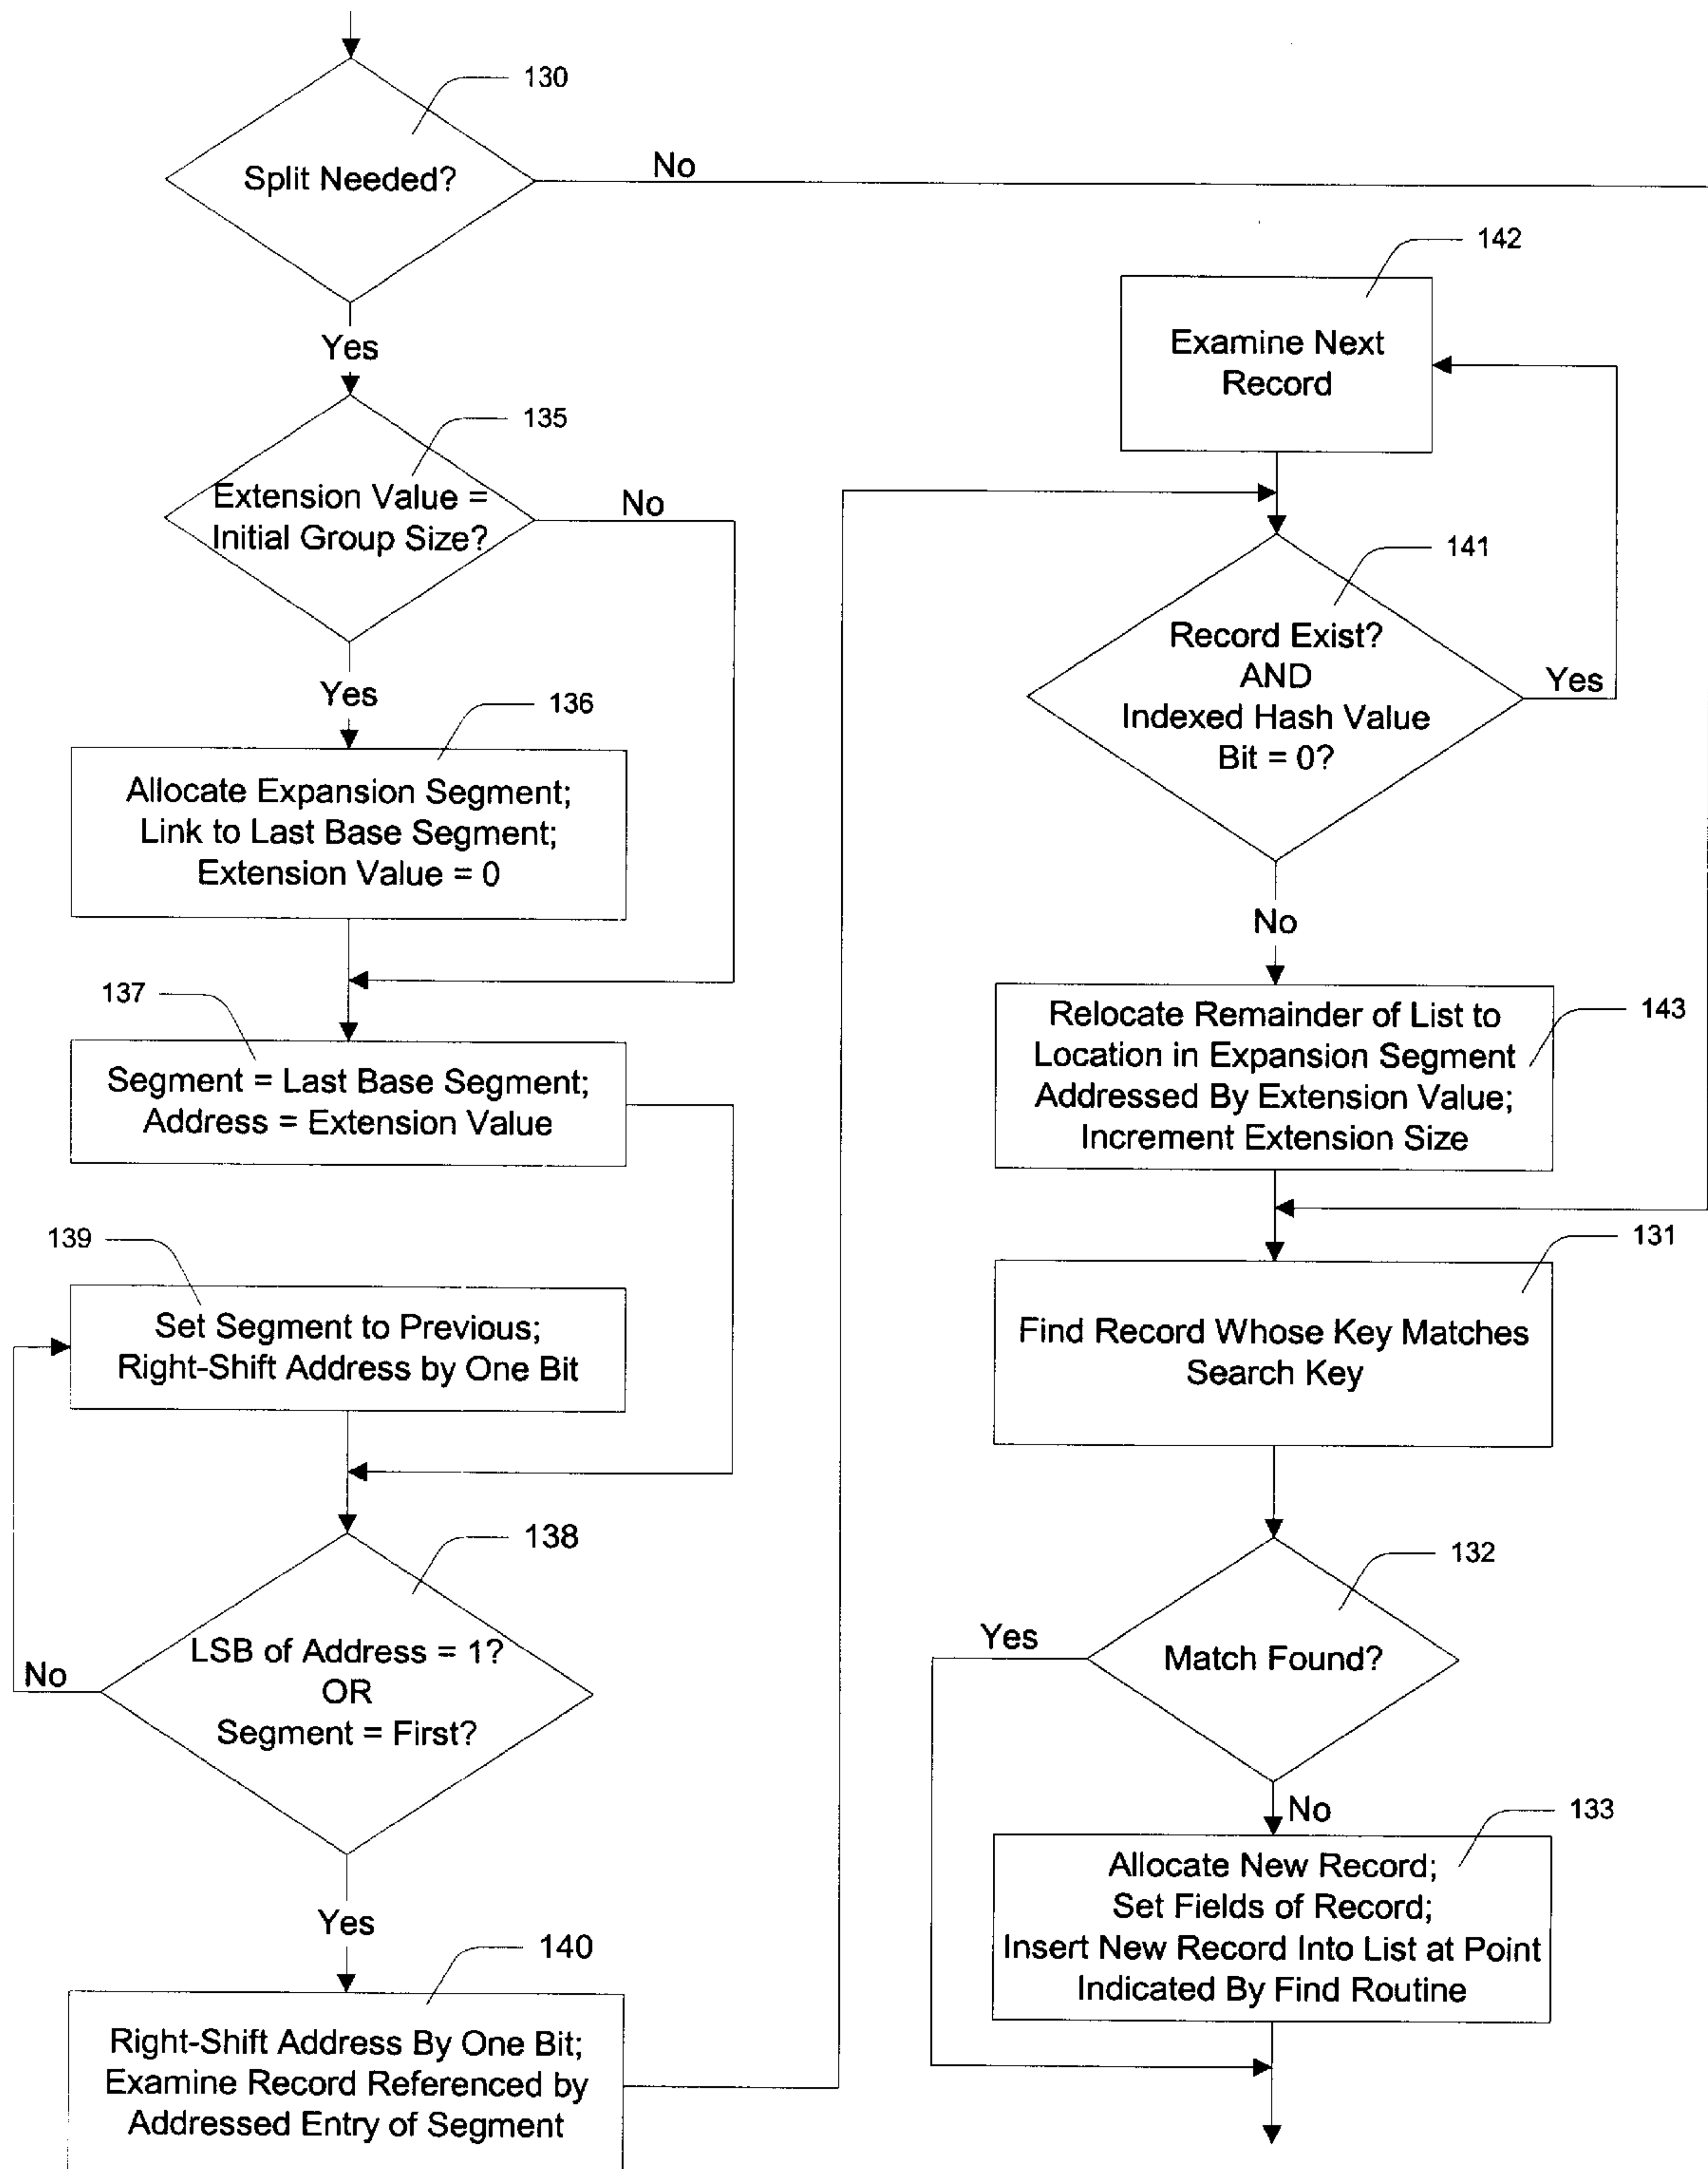 130
Split Needed?
No
Yes
135
Extension Value =
Initial Group Size?
No
Yes
136
Allocate Expansion Segment;
Link to Last Base Segment;
Extension Value = 0
137
Segment = Last Base Segment;
Address = Extension Value
139
Set Segment to Previous;
Right-Shift Address by One Bit
138
LSB of Address = 1?
OR
Segment = First?
No
Yes
140
Right-Shift Address By One Bit;
Examine Record Referenced by
Addressed Entry of Segment
142
Examine Next
Record
141
Record Exist?
AND
Indexed Hash Value
Bit = 0?
Yes
No
143
Relocate Remainder of List to
Location in Expansion Segment
Addressed By Extension Value;
Increment Extension Size
131
Find Record Whose Key Matches
Search Key
132
Match Found?
Yes
No
133
Allocate New Record;
Set Fields of Record;
Insert New Record Into List at Point
Indicated By Find Routine